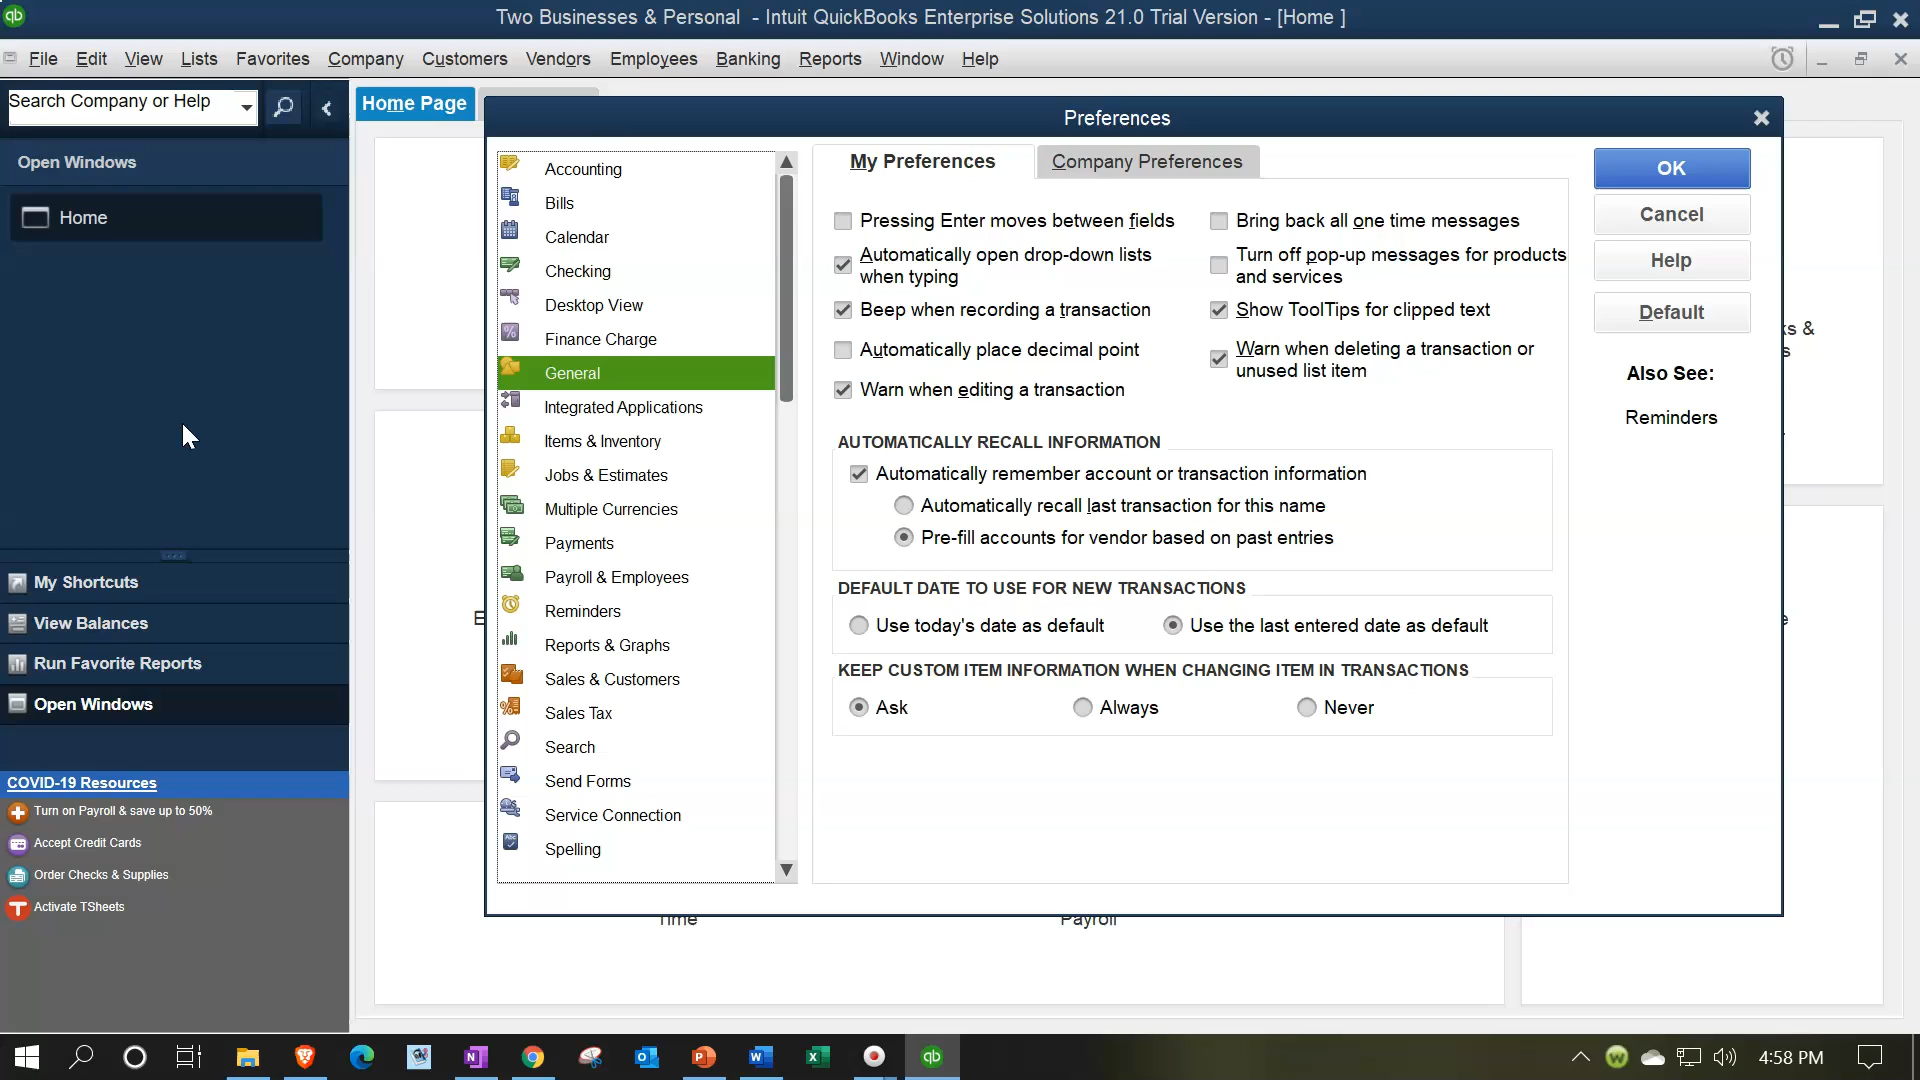 qb
Two Businesses & Personal - Intuit QuickBooks Enterprise Solutions 21.0 Trial Version - [Home ]
File Edit View Lists Favorites Company Customers Vendors Employees Banking Reports Window Help
Search Company or Help
Home Page
Open Windows
Home
My Shortcuts
View Balances
Run Favorite Reports
Open Windows
COVID-19 Resources
Turn on Payroll & save up to 50%
Accept Credit Cards
Order Checks & Supplies
Activate TSheets
Preferences
Accounting
Bills
Calendar
Checking
Desktop View
Finance Charge
General
Integrated Applications
Items & Inventory
Jobs & Estimates
Multiple Currencies
Payments
Payroll & Employees
Reminders
Reports & Graphs
Sales & Customers
Sales Tax
Search
Send Forms
Service Connection
Spelling
My Preferences Company Preferences
Pressing Enter moves between fields
Automatically open drop-down lists
when typing
Beep when recording a transaction
Automatically place decimal point
Warn when editing a transaction
Bring back all one time messages
Turn off pop-up messages for products
and services
Show ToolTips for clipped text
Warn when deleting a transaction or
unused list item
AUTOMATICALLY RECALL INFORMATION
Automatically remember account or transaction information
Automatically recall last transaction for this name
Pre-fill accounts for vendor based on past entries
DEFAULT DATE TO USE FOR NEW TRANSACTIONS
Use today's date as default Use the last entered date as default
KEEP CUSTOM ITEM INFORMATION WHEN CHANGING ITEM IN TRANSACTIONS
Ask Always Never
OK
Cancel
Help
Default
Also See:
Reminders
ks &
s
E
e
Time Payroll
4:58 PM